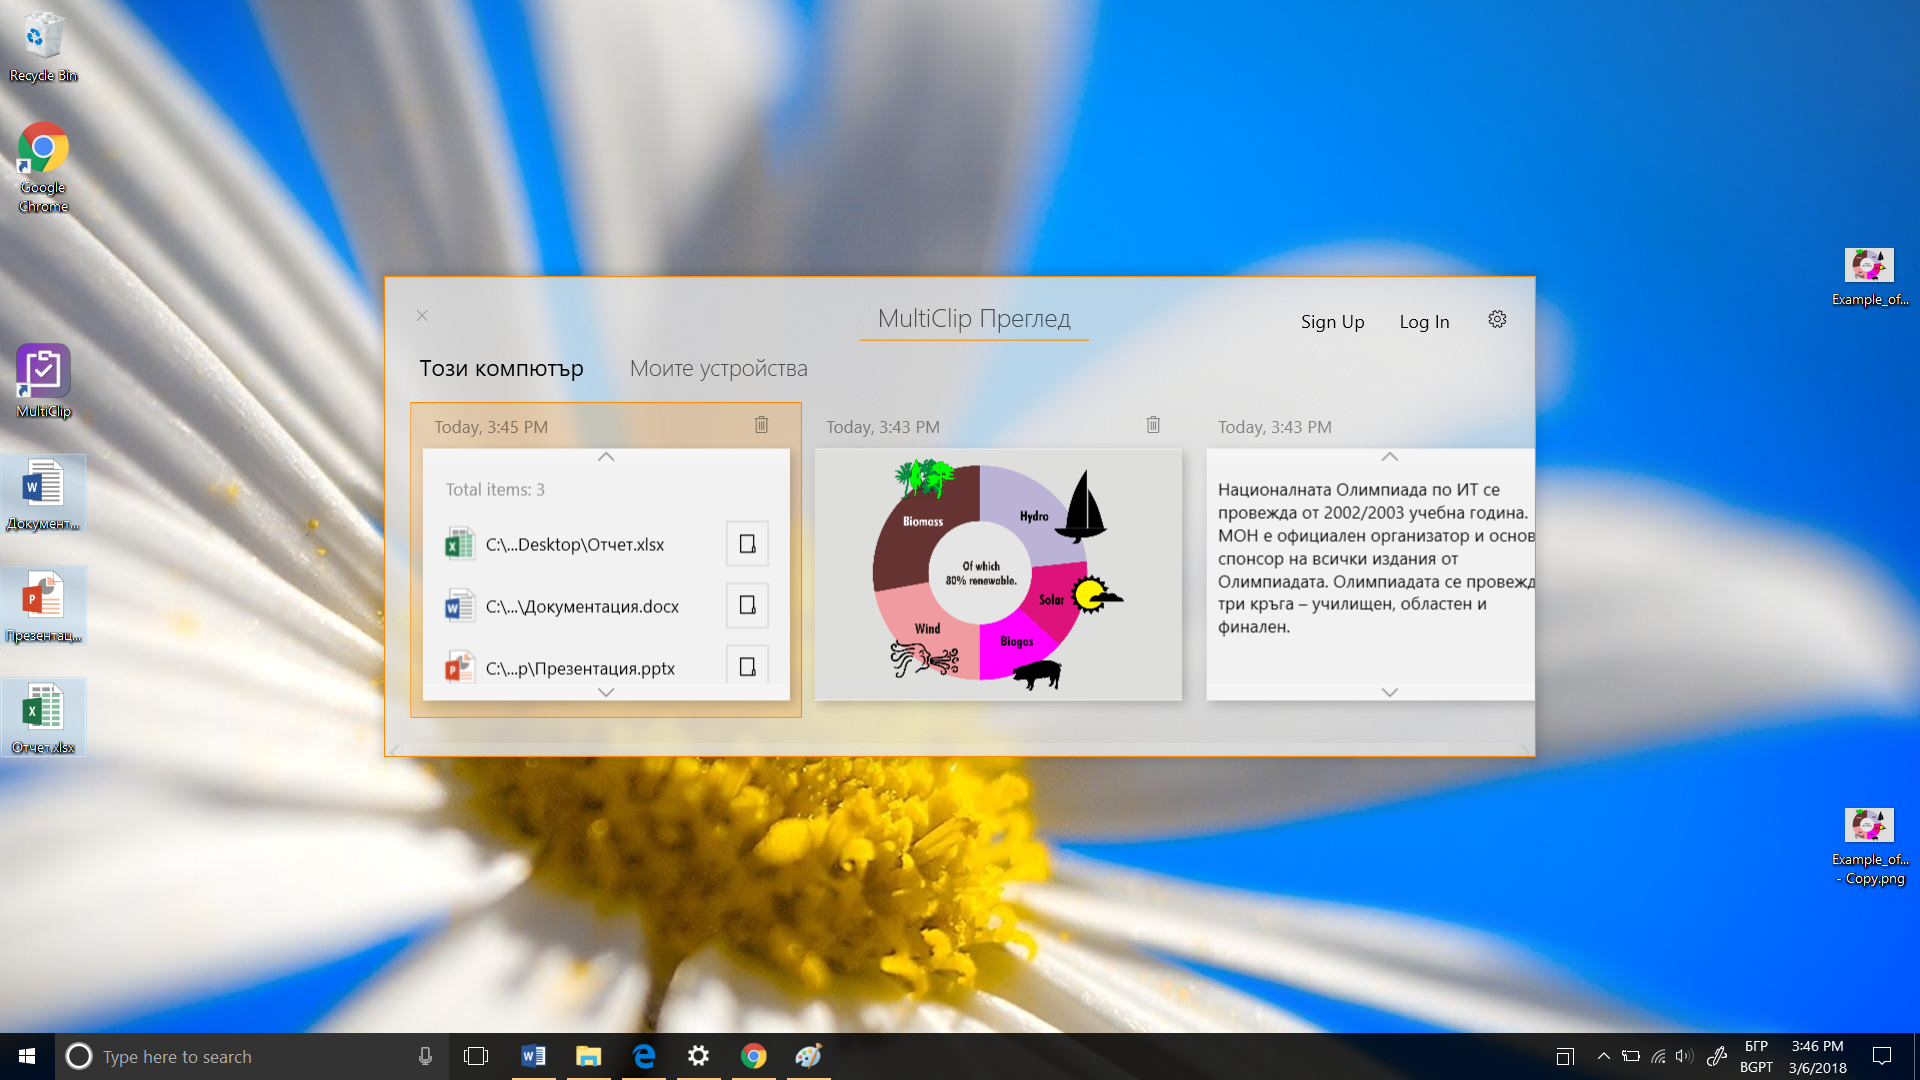 Recycle Bin
Google
Chrome
MultiClip
Документ...
Презентац...
Отчет.xlsx
Example_of...
Example_of...
- Copy.png
MultiClip Преглед
Sign Up
Log In
Този компютър
Моите устройства
Today, 3:45 PM
Total items: 3
C:\...Desktop\Отчет.xlsx
C:\...\Документация.docx
C:\...р\Презентация.pptx
Today, 3:43 PM
Biomass
Hydro
Of which
80% renewable.
Solar
Wind
Biogas
Today, 3:43 PM
Националната Олимпиада по ИТ се
провежда от 2002/2003 учебна година.
МОН е официален организатор и основ
спонсор на всички издания от
Олимпиадата. Олимпиадата се провежд
три кръга – училищен, областен и
финален.
Type here to search
БГР
BGPT
3:46 PM
3/6/2018